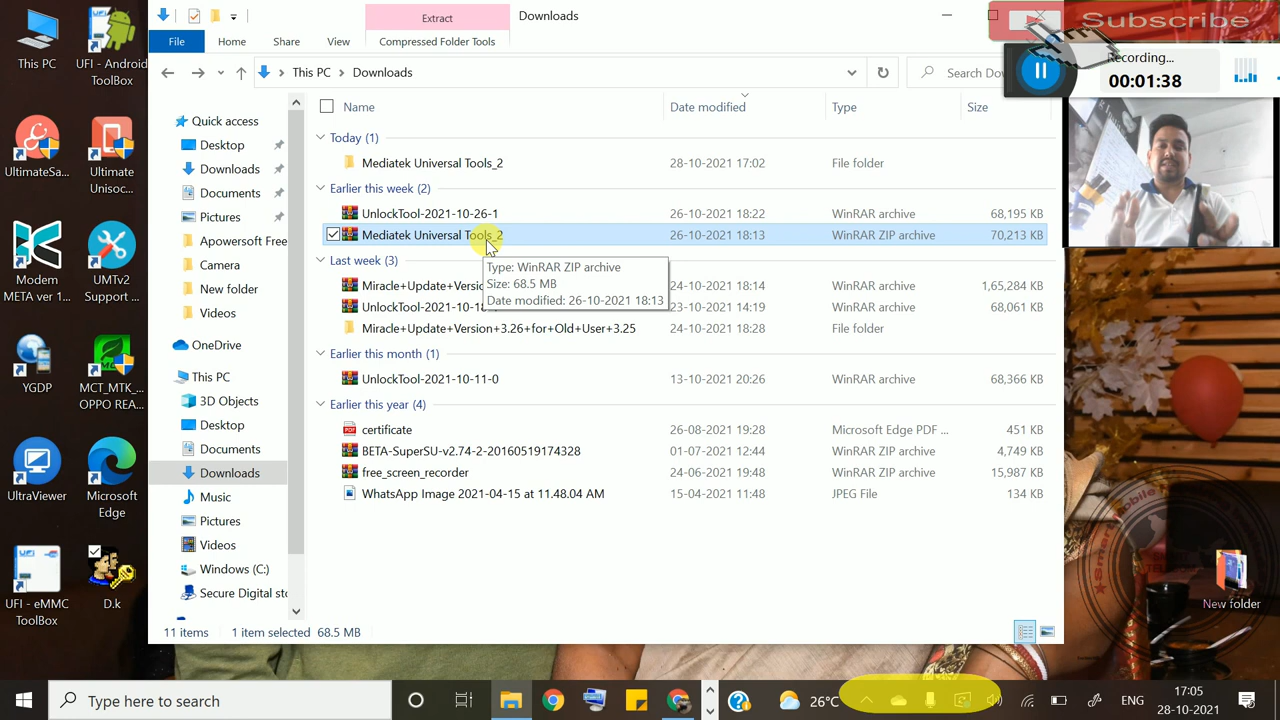 Extract
Downloads
Subscribe
File
Home
Share
View
Compressed Folder Tools
Recording...
00:01:38
This PC
Downloads
Search Dow
This PC
UFI - Android
ToolBox
UltimateSa...
Ultimate
Unisoc...
Modem
META ver 1...
UMTv2
Support ...
YGDP
MCT_MTK_...
OPPO REA...
UltraViewer
Microsoft
Edge
UFI - eMMC
ToolBox
D.k
Quick access
Desktop
Downloads
Documents
Pictures
Apowersoft Free
Camera
New folder
Videos
OneDrive
This PC
3D Objects
Desktop
Documents
Downloads
Music
Pictures
Videos
Windows (C:)
Secure Digital sto
Name
Date modified
Type
Size
Today (1)
Mediatek Universal Tools_2 28-10-2021 17:02 File folder
Earlier this week (2)
UnlockTool-2021-10-26-1 26-10-2021 18:22 WinRAR archive 68,195 KB
Mediatek Universal Tools_2 26-10-2021 18:13 WinRAR ZIP archive 70,213 KB
Type: WinRAR ZIP archive
Size: 68.5 MB
Date modified: 26-10-2021 18:13
Last week (3)
Miracle+Update+Versio 24-10-2021 18:14 WinRAR archive 1,65,284 KB
UnlockTool-2021-10- 23-10-2021 14:19 WinRAR archive 68,061 KB
Miracle+Update+Version+3.26+for+Old+User+3.25 24-10-2021 18:28 File folder
Earlier this month (1)
UnlockTool-2021-10-11-0 13-10-2021 20:26 WinRAR archive 68,366 KB
Earlier this year (4)
certificate 26-08-2021 19:28 Microsoft Edge PDF ... 451 KB
BETA-SuperSU-v2.74-2-20160519174328 01-07-2021 12:44 WinRAR ZIP archive 4,749 KB
free_screen_recorder 24-06-2021 19:48 WinRAR ZIP archive 15,987 KB
WhatsApp Image 2021-04-15 at 11.48.04 AM 15-04-2021 11:48 JPEG File 134 KB
11 items 1 item selected 68.5 MB
New folder
Type here to search
26°C
ENG
17:05
28-10-2021